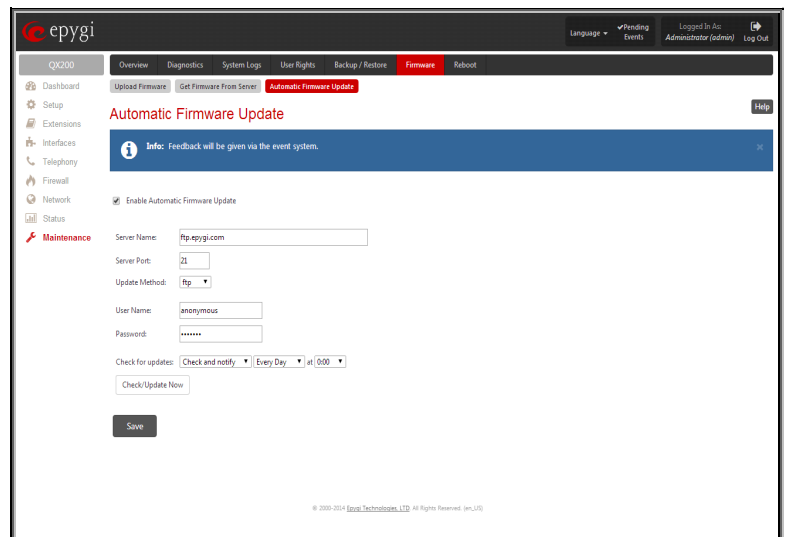 epygi
Language
✔Pending Events
Logged In As:
Administrator (admin)
Log Out
QX200
Overview Diagnostics System Logs User Rights Backup / Restore Firmware Reboot
Dashboard
Setup
Extensions
Interfaces
Telephony
Firewall
Network
Status
Maintenance
Upload Firmware Get Firmware From Server Automatic Firmware Update
Automatic Firmware Update
Help
Info: Feedback will be given via the event system.
Enable Automatic Firmware Update
Server Name: ftp.epygi.com
Server Port: 21
Update Method: ftp
User Name: anonymous
Password: •••••••
Check for updates: Check and notify Every Day at 0:00
Check/Update Now
Save
© 2000-2014 Epygi Technologies, LTD. All Rights Reserved. (en_US)